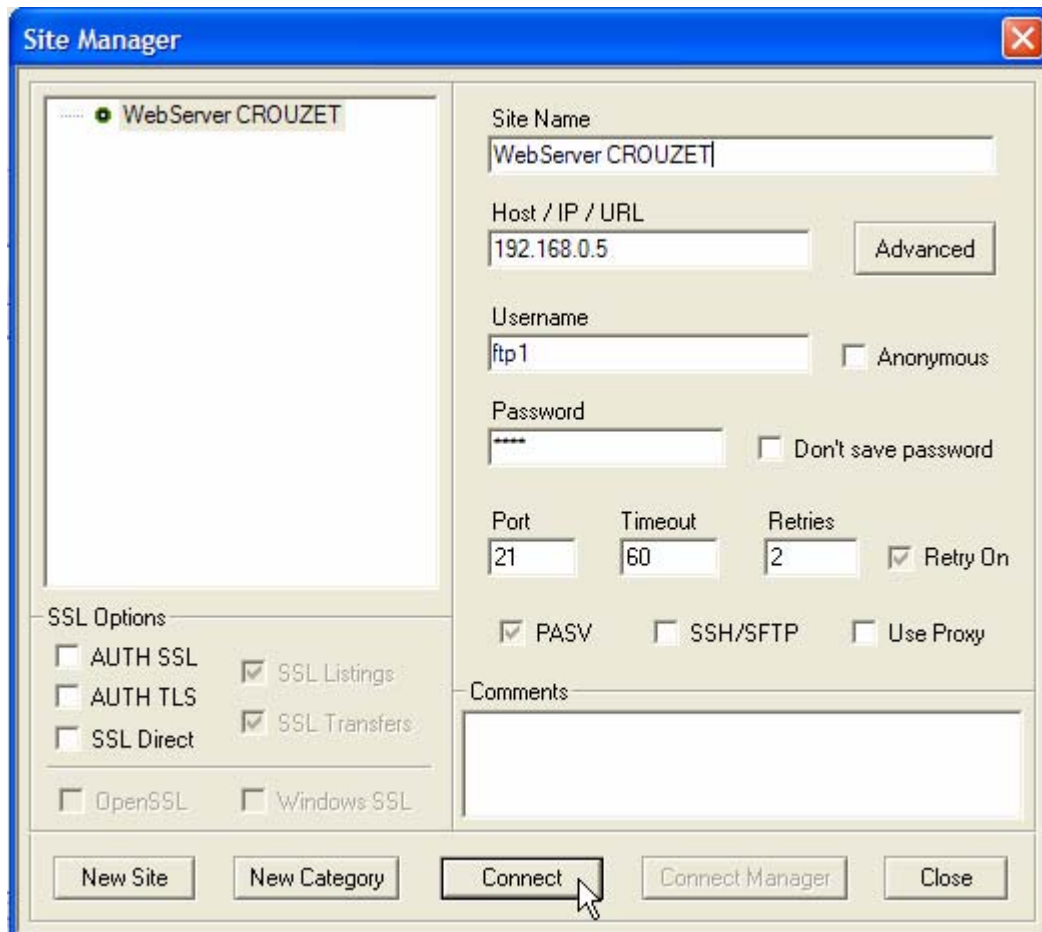 Site Manager
WebServer CROUZET
Site Name
WebServer CROUZET
Host / IP / URL
192.168.0.5
Advanced
Username
ftp1
Anonymous
Password
****
Don't save password
Port Timeout Retries
21 60 2 Retry On
PASV SSH/SFTP Use Proxy
SSL Options
AUTH SSL
SSL Listings
AUTH TLS
SSL Transfers
SSL Direct
OpenSSL Windows SSL
Comments
New Site New Category Connect Connect Manager Close